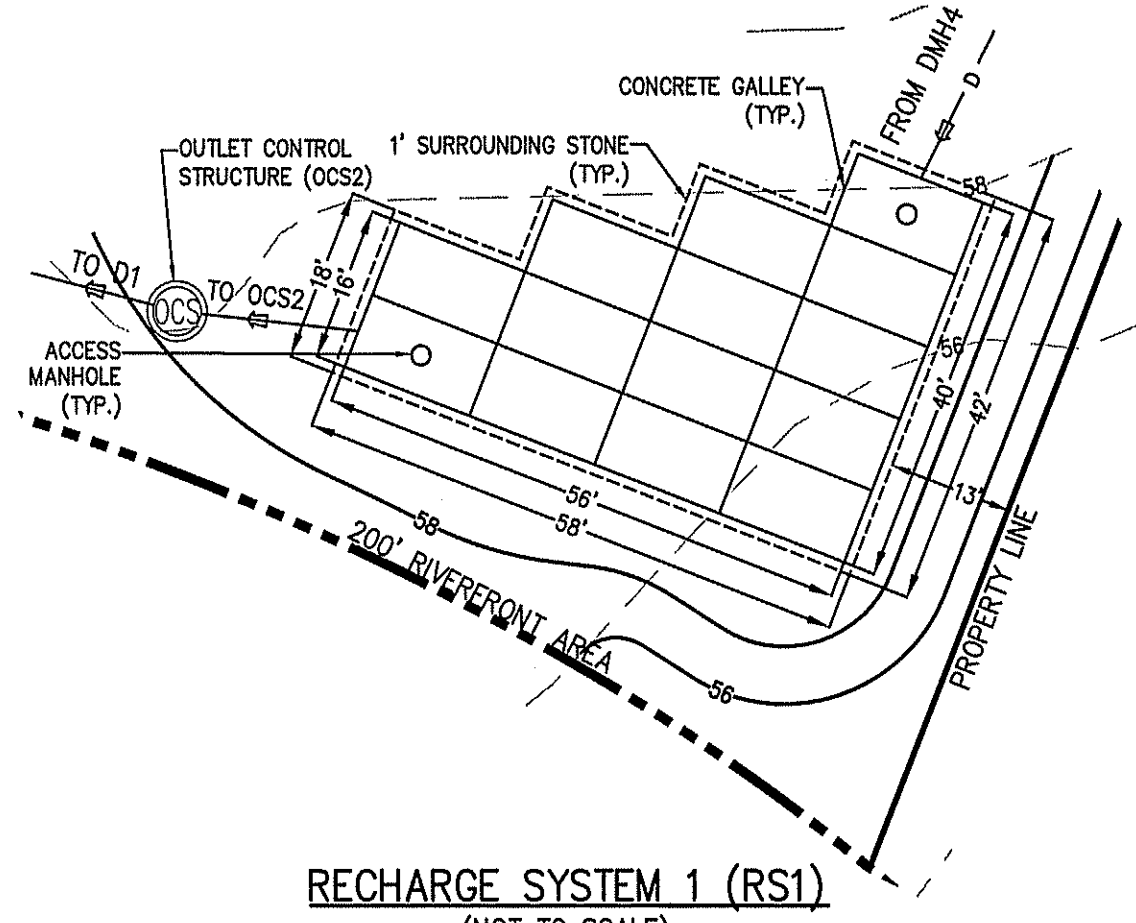 FROM DMH4
D
CONCRETE GALLEY
(TYP.)
1' SURROUNDING STONE
(TYP.)
OUTLET CONTROL
STRUCTURE (OCS2)
58
TO D1
OCS
TO OCS2
18'
16'
ACCESS
MANHOLE
(TYP.)
56
40'
42'
13'
56'
58'
58
200' RIVERFRONT AREA
56
PROPERTY LINE
RECHARGE SYSTEM 1 (RS1)
(NOT TO SCALE)